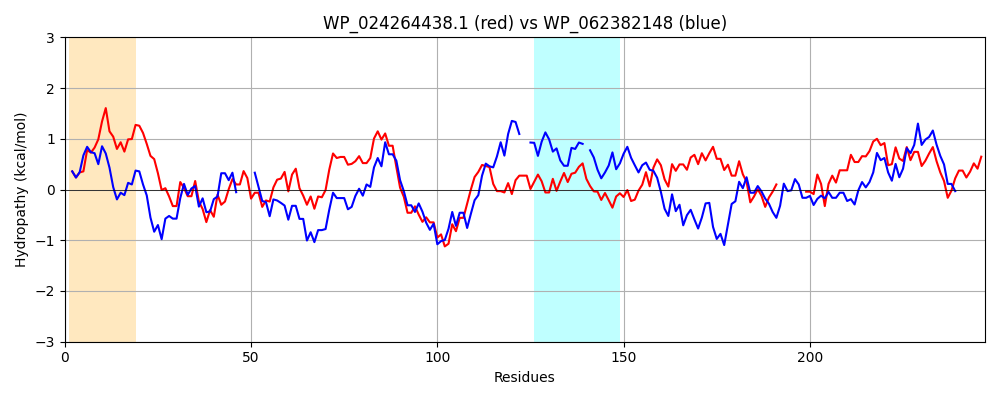 WP_024264438.1 (red) vs WP_062382148 (blue)
Hydropathy (kcal/mol)
3
2
1
0
−1
−2
−3
0 50 100 150 200
Residues